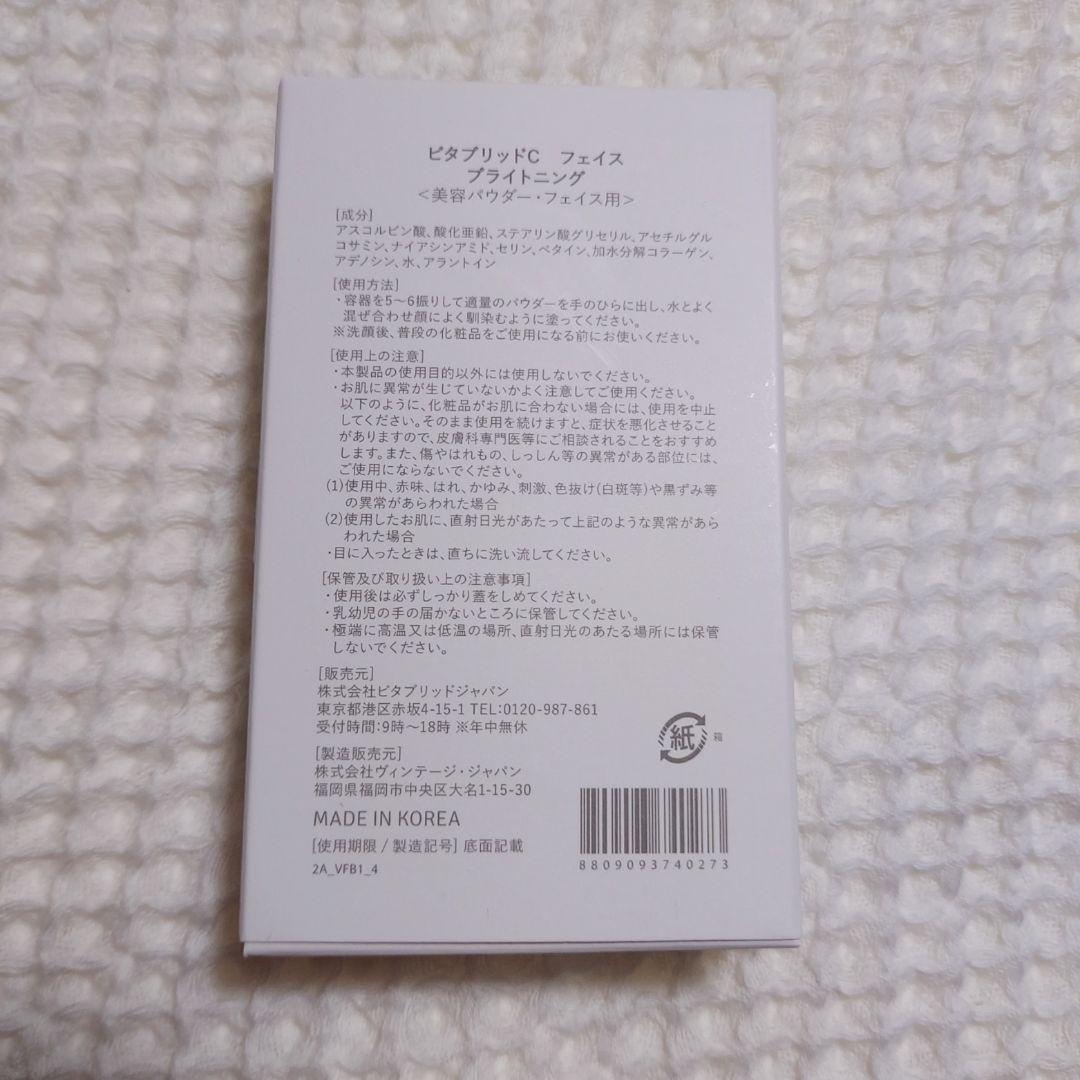 ビタブリッドC フェイス
ブライトニング
<美容パウダー・フェイス用>
[成分]
アスコルビン酸、酸化亜鉛、ステアリン酸グリセリル、アセチルグル
コサミン、ナイアシンアミド、セリン、ベタイン、加水分解コラーゲン、
アデノシン、水、アラントイン
[使用方法]
・容器を5〜6振りして適量のパウダーを手のひらに出し、水とよく
混ぜ合わせ顔によく馴染むように塗ってください。
※洗顔後、普段の化粧品をご使用になる前にお使いください。
[使用上の注意]
・本製品の使用目的以外には使用しないでください。
・お肌に異常が生じていないかよく注意してご使用ください。
以下のように、化粧品がお肌に合わない場合には、使用を中止
してください。そのまま使用を続けますと、症状を悪化させること
がありますので、皮膚科専門医等にご相談されることをおすすめ
します。また、傷やはれもの、しっしん等の異常がある部位には、
ご使用にならないでください。
(1)使用中、赤味、はれ、かゆみ、刺激、色抜け(白斑等)や黒ずみ等
の異常があらわれた場合
(2)使用したお肌に、直射日光があたって上記のような異常があら
われた場合
・目に入ったときは、直ちに洗い流してください。
[保管及び取り扱い上の注意事項]
・使用後は必ずしっかり蓋をしめてください。
・乳幼児の手の届かないところに保管してください。
・極端に高温又は低温の場所、直射日光のあたる場所には保管
しないでください。
[販売元]
株式会社ビタブリッドジャパン
東京都港区赤坂4-15-1 TEL:0120-987-861
受付時間:9時〜18時 ※年中無休
紙 箱
[製造販売元]
株式会社ヴィンテージ・ジャパン
福岡県福岡市中央区大名1-15-30
MADE IN KOREA
[使用期限 / 製造記号] 底面記載
2A_VFB1_4
8809093740273